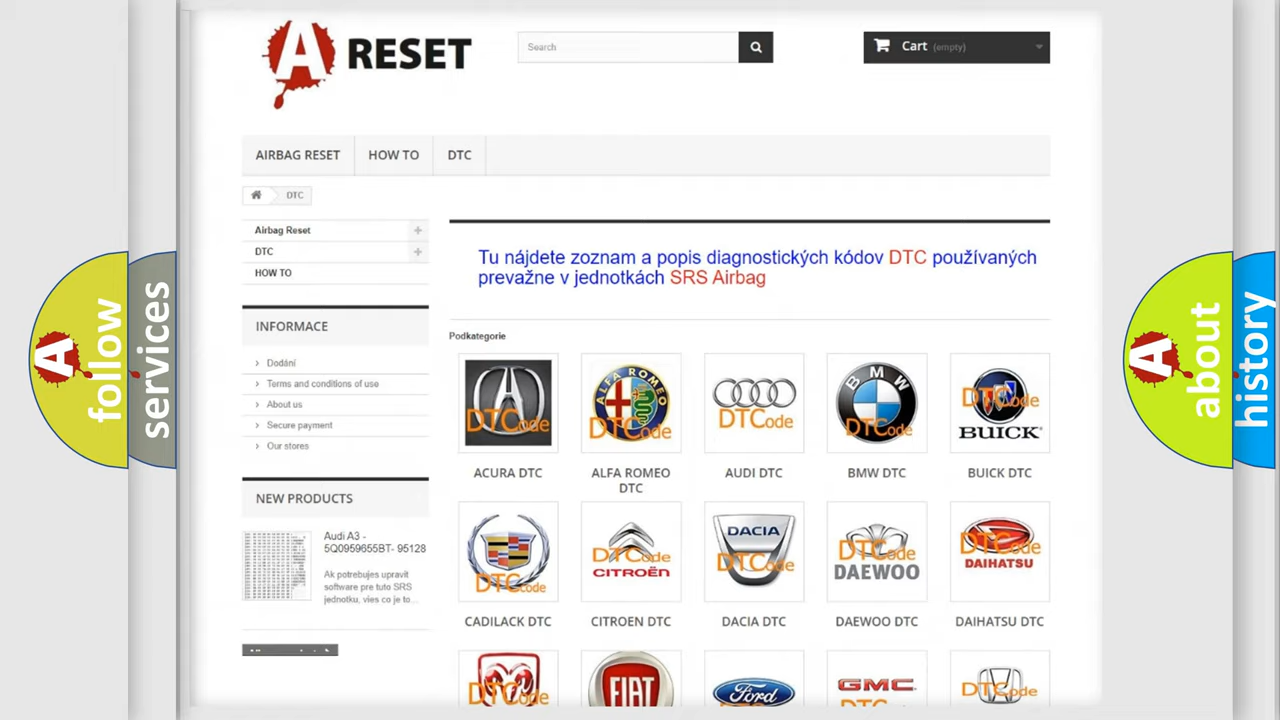 A RESET
Search
Cart (empty)
AIRBAG RESET
HOW TO
DTC
DTC
Airbag Reset
DTC
HOW TO
Tu nájdete zoznam a popis diagnostických kódov DTC používaných
prevažne v jednotkách SRS Airbag
INFORMACE
Dodání
Terms and conditions of use
About us
Secure payment
Our stores
Podkategorie
DTCode
ALFA ROMEO
DTCode
DTCode
BMW
DTCode
DTCode
BUICK
ACURA DTC
ALFA ROMEO
DTC
AUDI DTC
BMW DTC
BUICK DTC
NEW PRODUCTS
Audi A3 -
5Q0959655BT- 95128
Ak potrebujes upravit
software pre tuto SRS
jednotku, vies co je to...
DTCode
DTCode
CITROËN
DACIA
DTCode
DTCode
DAEWOO
DTCode
DAIHATSU
CADILACK DTC
CITROEN DTC
DACIA DTC
DAEWOO DTC
DAIHATSU DTC
DTCode
FIAT
Ford
GMC
DTCode
A follow
services
A about
history